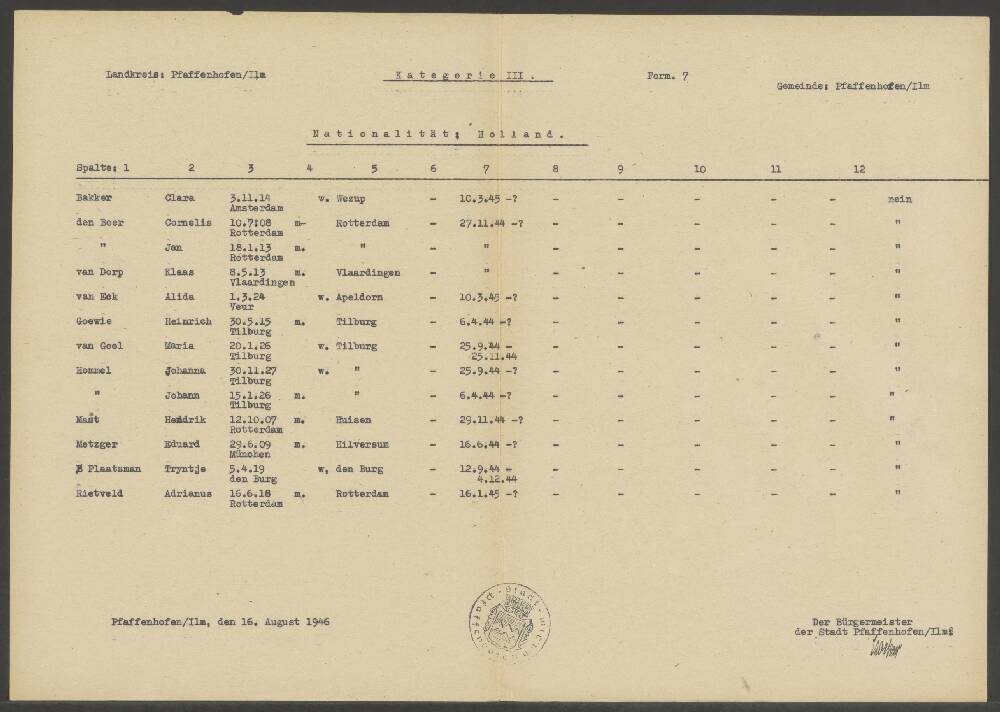 Landkreis: Pfaffenhofen/Ilm Kategorie III. Form. 7
Gemeinde: Pfaffenhofen/Ilm
Nationalität: Holland.
Spalte: 1 2 3 4 5 6 7 8 9 10 11 12
Bakker Clara 3.11.14 w. Wezup - 10.3.45 -? - - - - - nein
Amsterdam
den Boer Cornelis 10.7:08 m- Rotterdam - 27.11.44 -? - - - - - "
Rotterdam
" Jan 18.1.13 m. " - " - - - - - "
Rotterdam
van Dorp Klaas 8.5.13 m. Vlaardingen - " - - - - - "
Vlaardingen
van Eck Alida 1.3.24 w. Apeldorn - 10.3.45 -? - - - - - "
Veur
Goewie Heinrich 30.5.15 m. Tilburg - 6.4.44 -? - - - - - "
Tilburg
van Gool Maria 20.1.26 w. Tilburg - 25.9.44 - - - - - - "
Tilburg 25.11.44
Hommel Johanna 30.11.27 w. " - 25.9.44 -? - - - - - "
Tilburg
" Johann 15.1.26 m. " - 6.4.44 -? - - - - - "
Tilburg
Mast Hendrik 12.10.07 m. Huisen - 29.11.44 -? - - - - - "
Rotterdam
Metzger Eduard 29.6.09 m. Hilversum - 16.6.44 -? - - - - - "
München
Plaatsman Tryntje 5.4.19 w, den Burg - 12.9.44 - - - - - - "
den Burg 4.12.44
Rietveld Adrianus 16.6.18 m. Rotterdam - 16.1.45 -? - - - - - "
Rotterdam
Pfaffenhofen/Ilm, den 16. August 1946
Der Bürgermeister
der Stadt Pfaffenhofen/Ilm